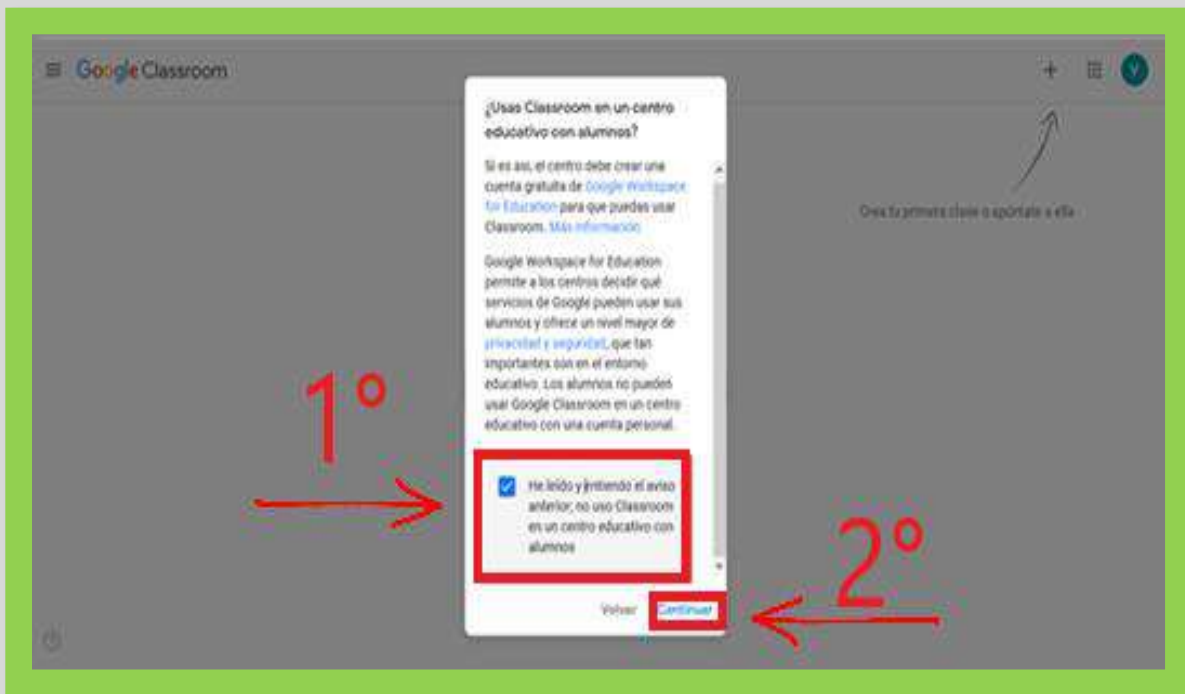 Google Classroom
¿Usas Classroom en un centro
educativo con alumnos?
Si es así, el centro debe crear una
cuenta gratuita de Google Workspace
for Education para que puedas usar
Classroom. Más información
Google Workspace for Education
permite a los centros decidir qué
servicios de Google pueden usar sus
alumnos y ofrece un nivel mayor de
privacidad y seguridad, que tan
importantes son en el entorno
educativo. Los alumnos no pueden
usar Google Classroom en un centro
educativo con una cuenta personal.
He leído y entiendo el aviso
anterior, no uso Classroom
en un centro educativo con
alumnos
Volver Continuar
Crea tu primera clase o apúntate a ella
V
1º
2º